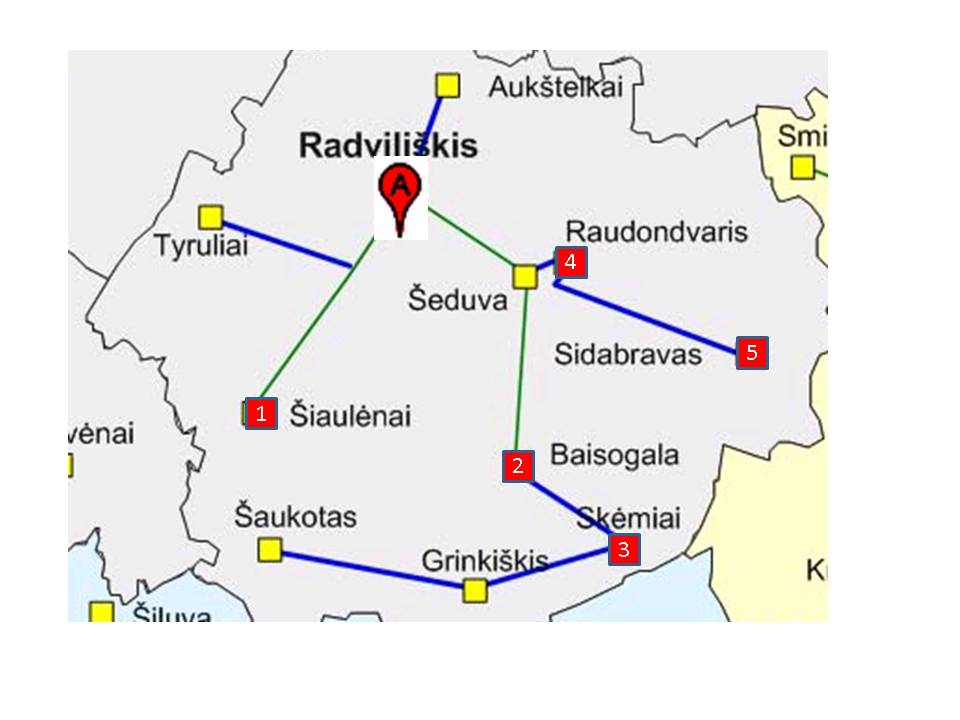 Aukštelkai
Radviliškis
A
Smi
Tyruliai
Raudondvaris
4
Šeduva
Sidabravas
5
1
Šiaulėnai
vėnai
2
Baisogala
Šaukotas
Skėmiai
3
Grinkiškis
K
Šiluva